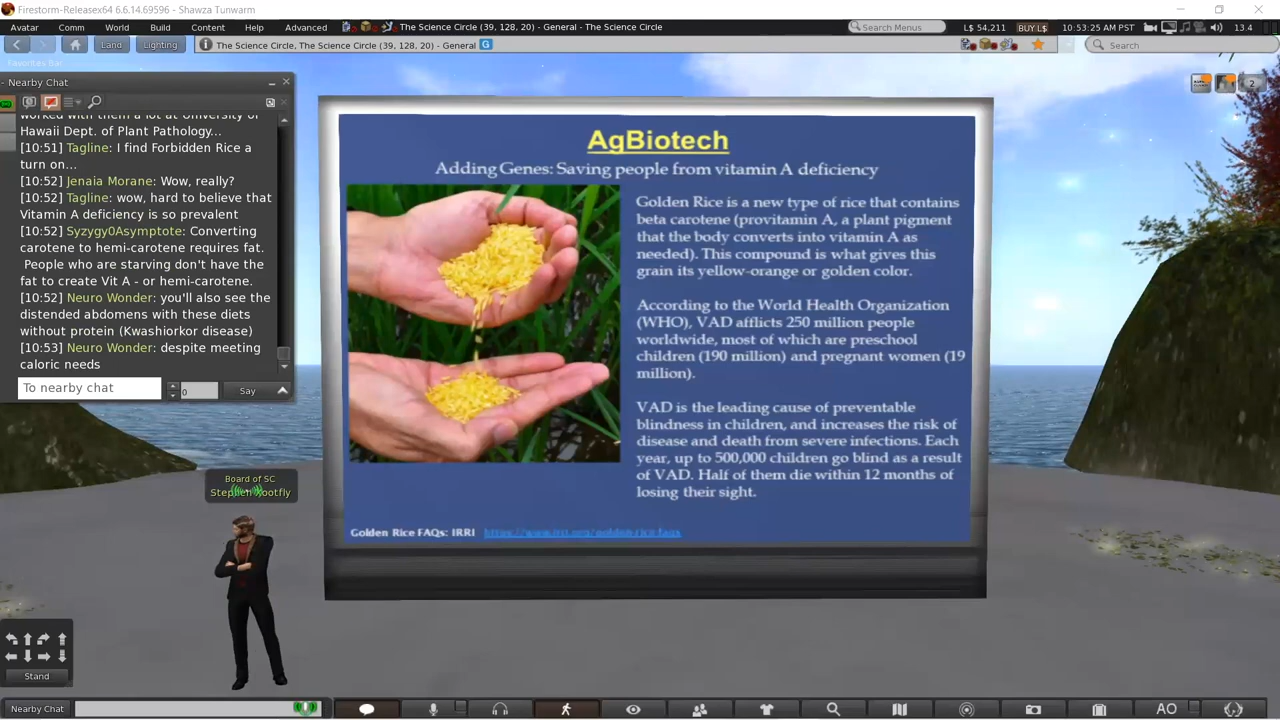 Firestorm-Releasex64 6.6.14.69596 - Shawza Tunwarm
Avatar Comm World Build Content Help Advanced The Science Circle (39, 128, 20) - General - The Science Circle Search Menus L$ 54,211 BUY L$ 10:53:25 AM PST 13.4
Land Lighting The Science Circle, The Science Circle (39, 128, 20) - General G Search
Favorites Bar
Nearby Chat
2
worked with them a lot at University of
Hawaii Dept. of Plant Pathology...
[10:51] Tagline: I find Forbidden Rice a
turn on...
[10:52] Jenaia Morane: Wow, really?
[10:52] Tagline: wow, hard to believe that
Vitamin A deficiency is so prevalent
[10:52] Syzygy0Asymptote: Converting
carotene to hemi-carotene requires fat.
People who are starving don't have the
fat to create Vit A - or hemi-carotene.
[10:52] Neuro Wonder: you'll also see the
distended abdomens with these diets
without protein (Kwashiorkor disease)
[10:53] Neuro Wonder: despite meeting
caloric needs
To nearby chat 0 Say
AgBiotech
Adding Genes: Saving people from vitamin A deficiency
Golden Rice is a new type of rice that contains
beta carotene (provitamin A, a plant pigment
that the body converts into vitamin A as
needed). This compound is what gives this
grain its yellow-orange or golden color.
According to the World Health Organization
(WHO), VAD afflicts 250 million people
worldwide, most of which are preschool
children (190 million) and pregnant women (19
million).
VAD is the leading cause of preventable
blindness in children, and increases the risk of
disease and death from severe infections. Each
year, up to 500,000 children go blind as a result
of VAD. Half of them die within 12 months of
losing their sight.
Golden Rice FAQs: IRRI https://www.irri.org/golden-rice-faqs
Board of SC
Stand
Nearby Chat AO